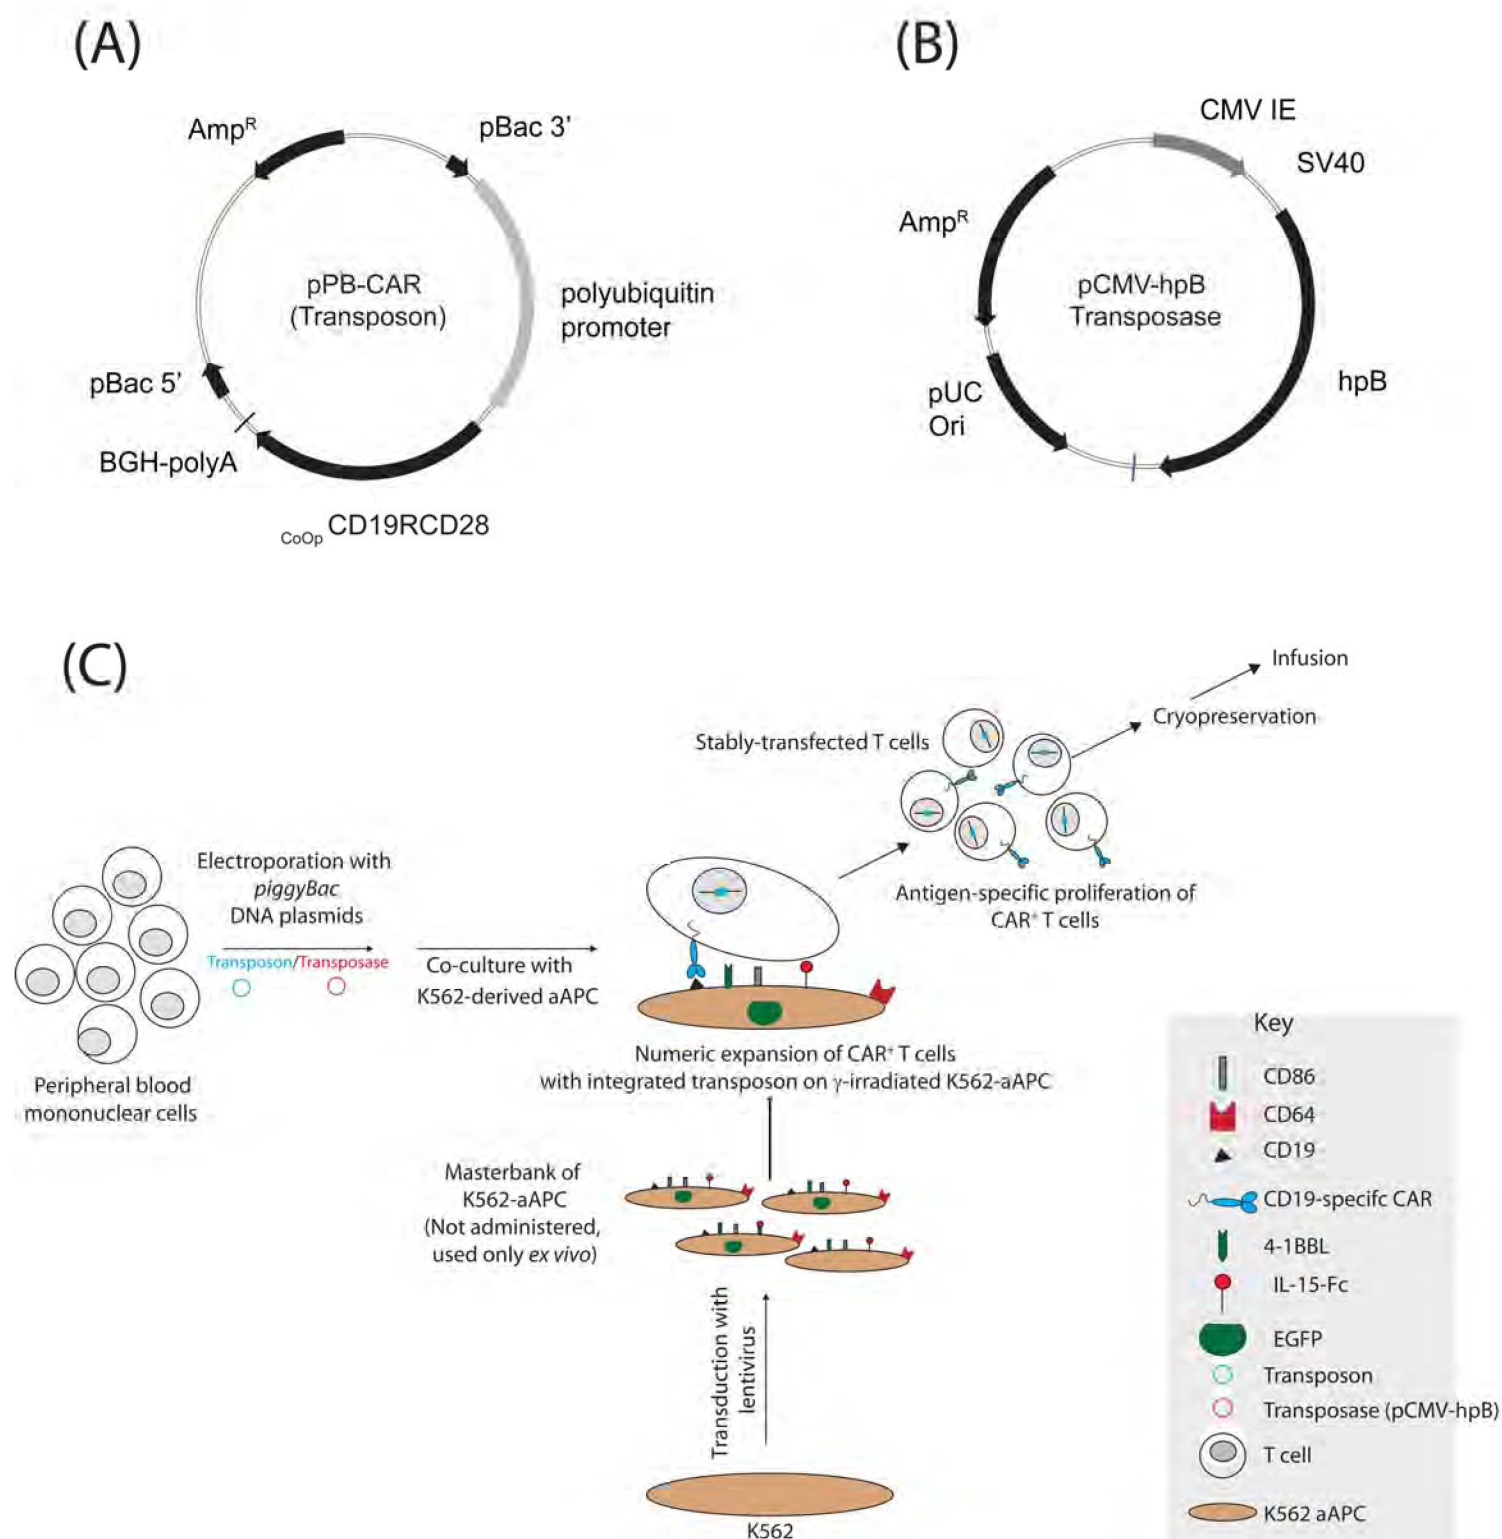 (A)
Amp^R
pBac 3'
pPB-CAR
(Transposon)
polyubiquitin
promoter
pBac 5'
BGH-polyA
CoOp CD19RCD28
(B)
CMV IE
SV40
Amp^R
pCMV-hpB
Transposase
hpB
pUC
Ori
(C)
Infusion
Cryopreservation
Stably-transfected T cells
Antigen-specific proliferation of
CAR⁺ T cells
Electroporation with
piggyBac
DNA plasmids
Transposon/Transposase
Co-culture with
K562-derived aAPC
Peripheral blood
mononuclear cells
Numeric expansion of CAR⁺ T cells
with integrated transposon on γ-irradiated K562-aAPC
Masterbank of
K562-aAPC
(Not administered,
used only ex vivo)
Transduction with
lentivirus
K562
Key
CD86
CD64
CD19
CD19-specifc CAR
4-1BBL
IL-15-Fc
EGFP
Transposon
Transposase (pCMV-hpB)
T cell
K562 aAPC